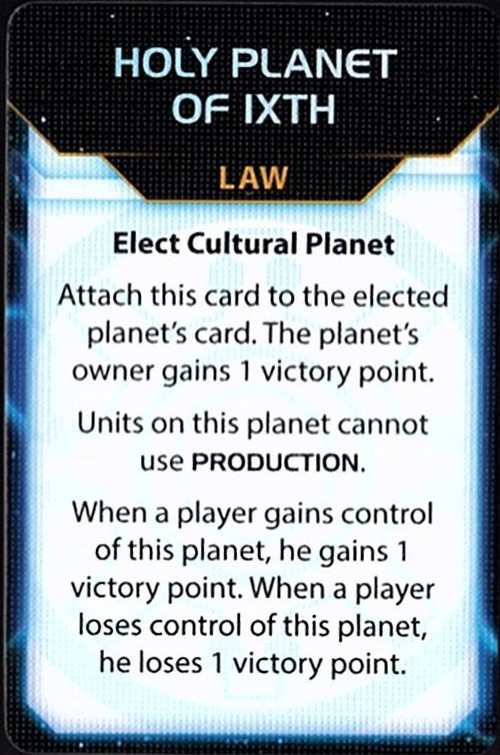 HOLY PLANET
OF IXTH
LAW
Elect Cultural Planet
Attach this card to the elected
planet's card. The planet's
owner gains 1 victory point.
Units on this planet cannot
use PRODUCTION.
When a player gains control
of this planet, he gains 1
victory point. When a player
loses control of this planet,
he loses 1 victory point.